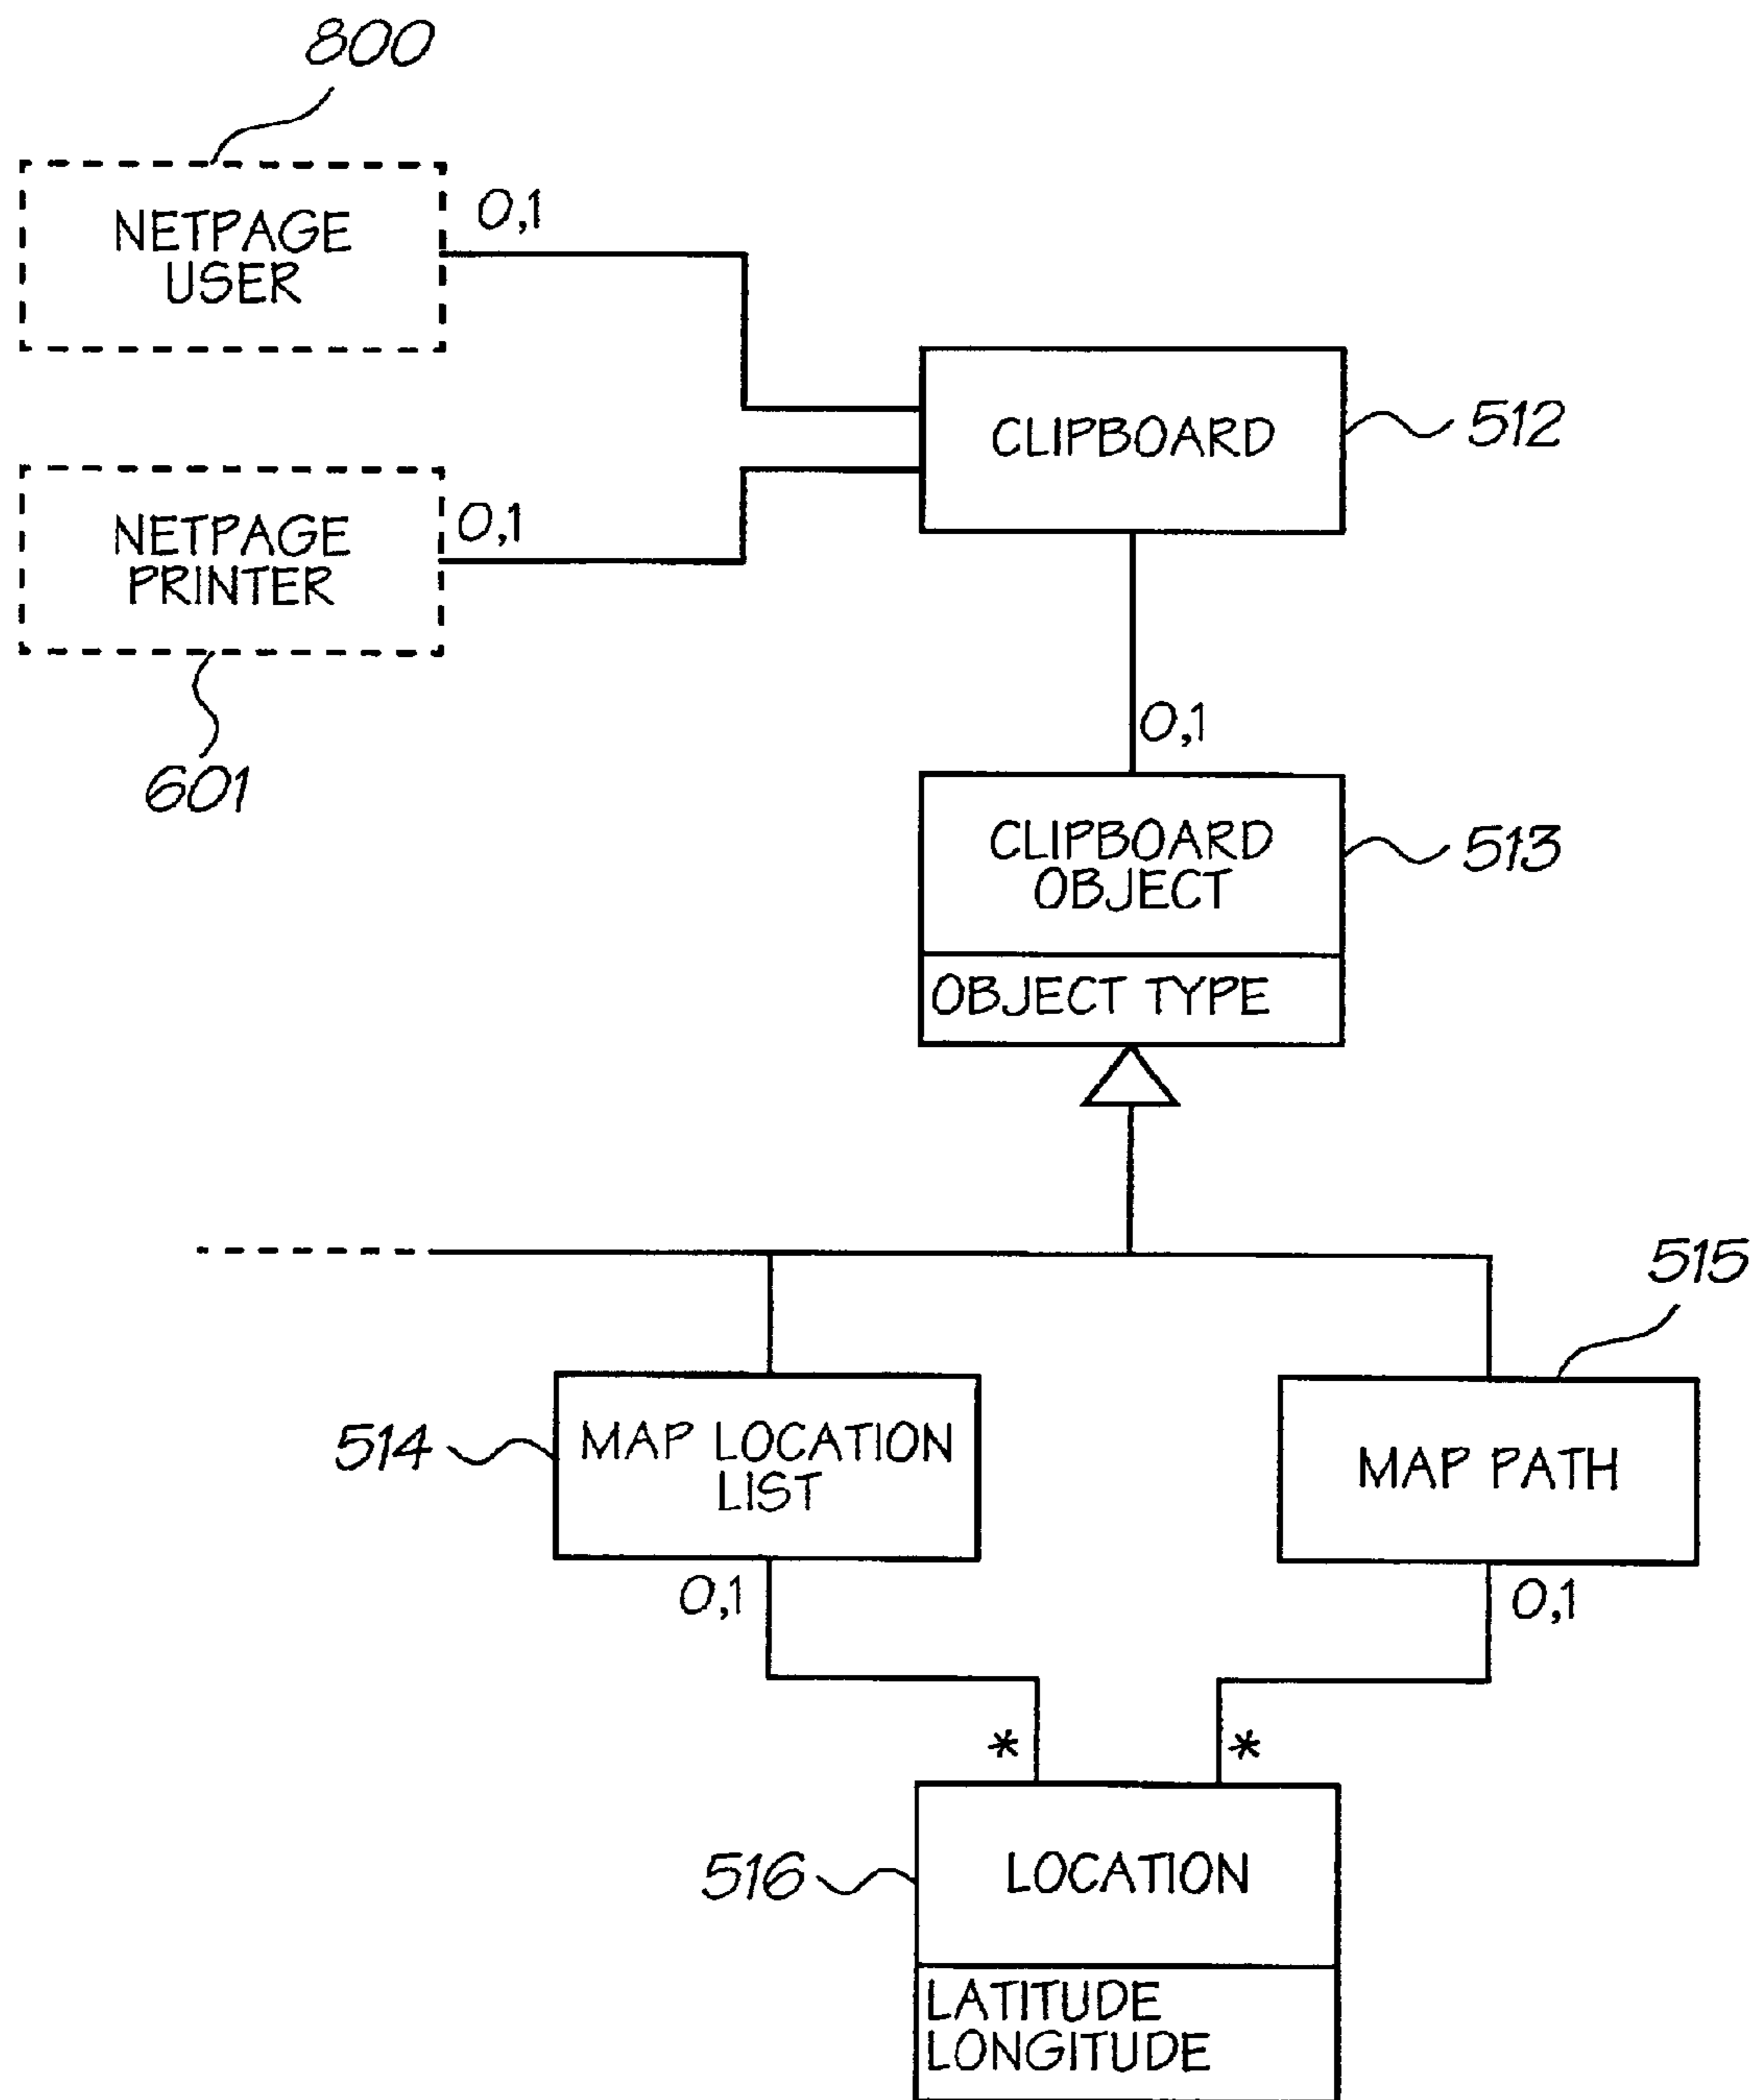 800
NETPAGE
USER
0,1
CLIPBOARD
512
NETPAGE
PRINTER
0,1
601
0,1
CLIPBOARD
OBJECT
513
OBJECT TYPE
515
514
MAP LOCATION
LIST
MAP PATH
0,1
0,1
*
*
516
LOCATION
LATITUDE
LONGITUDE